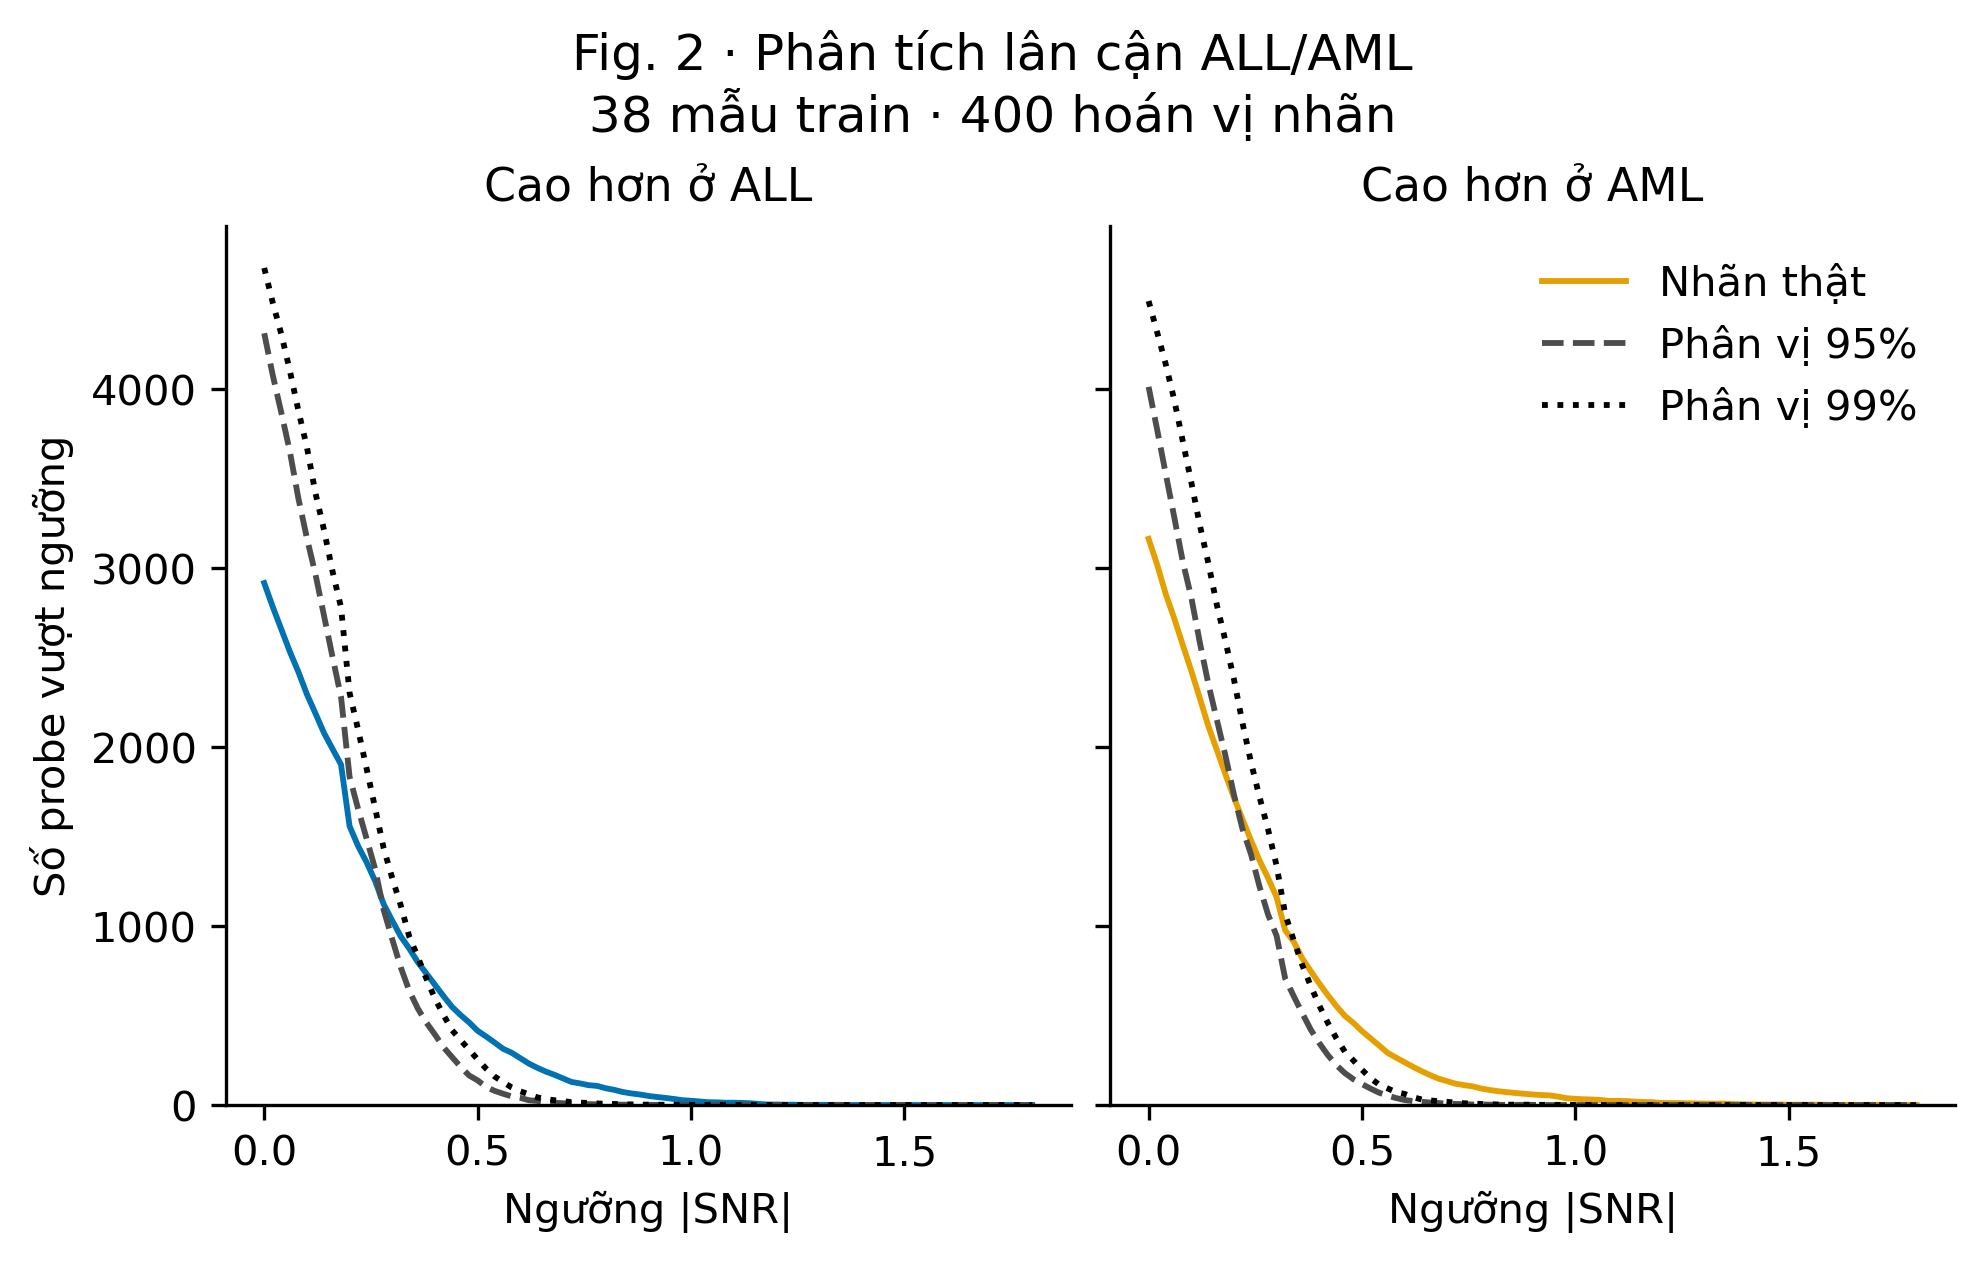 Fig. 2 · Phân tích lân cận ALL/AML
38 mẫu train · 400 hoán vị nhãn
Cao hơn ở ALL
Số probe vượt ngưỡng
4000
3000
2000
1000
0
0.0 0.5 1.0 1.5
Ngưỡng |SNR|
Cao hơn ở AML
Nhãn thật
Phân vị 95%
Phân vị 99%
0.0 0.5 1.0 1.5
Ngưỡng |SNR|